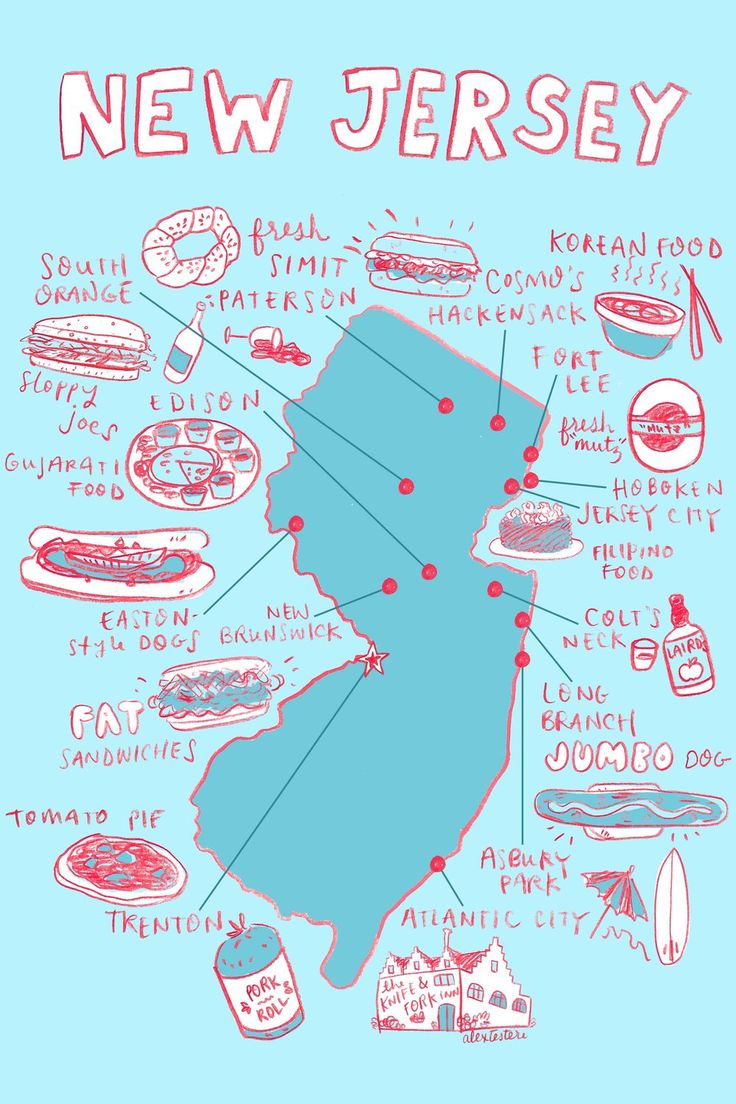 NEW JERSEY
fresh
SIMIT
PATERSON
SOUTH
ORANGE
COSMO'S
HACKENSACK
KOREAN FOOD
FORT
LEE
Sloppy
joes
EDISON
GUJARATI
FOOD
fresh
"mutz"
"MUTZ"
HOBOKEN
JERSEY CITY
FILIPINO
FOOD
EASTON-
Style DOGS
NEW
BRUNSWICK
COLT'S
NECK
LAIRDS
FAT
SANDWICHES
LONG
BRANCH
JUMBO DOG
TOMATO PIE
TRENTON
PORK
ROLL
ASBURY
PARK
ATLANTIC CITY
the
KNIFE &
FORK INN
alextesteri